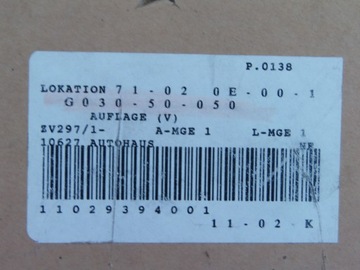 P.0138
LOKATION 71-02 0E-00-1
G030-50-050
AUFLAGE (V)
ZV297/1- A-MGE 1 L-MGE 1
10627 AUTOHAUS
11029394001
11-02 K